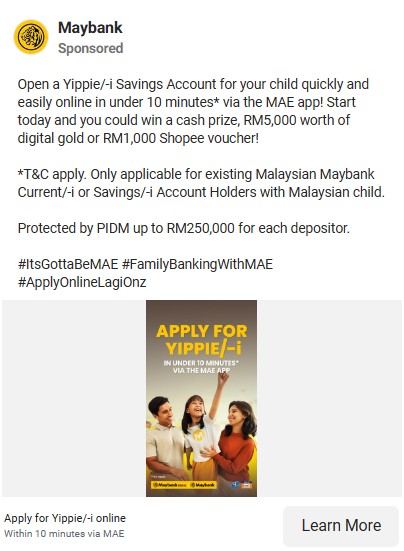 Maybank
Sponsored
Open a Yippie/-i Savings Account for your child quickly and
easily online in under 10 minutes* via the MAE app! Start
today and you could win a cash prize, RM5,000 worth of
digital gold or RM1,000 Shopee voucher!
*T&C apply. Only applicable for existing Malaysian Maybank
Current/-i or Savings/-i Account Holders with Malaysian child.
Protected by PIDM up to RM250,000 for each depositor.
#ItsGottaBeMAE #FamilyBankingWithMAE
#ApplyOnlineLagiOnz
APPLY FOR
YIPPIE/-i
IN UNDER 10 MINUTES*
VIA THE MAE APP
Maybank Maybank
Apply for Yippie/-i online
Within 10 minutes via MAE
Learn More